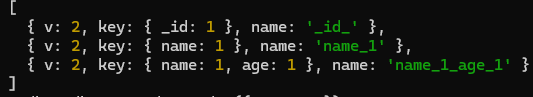 [
  { v: 2, key: { _id: 1 }, name: '_id_' },
  { v: 2, key: { name: 1 }, name: 'name_1' },
  { v: 2, key: { name: 1, age: 1 }, name: 'name_1_age_1' }
]